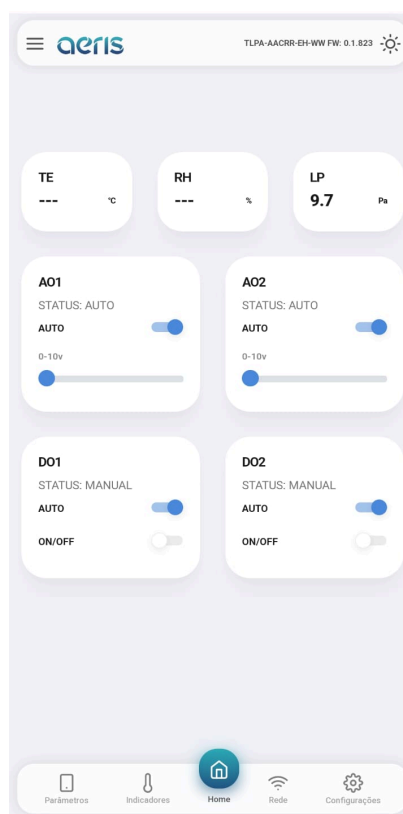 aeris
TLPA-AACRR-EH-WW FW: 0.1.823
TE
--- °C
RH
--- %
LP
9.7 Pa
AO1
STATUS: AUTO
AUTO
0-10v
AO2
STATUS: AUTO
AUTO
0-10v
DO1
STATUS: MANUAL
AUTO
ON/OFF
DO2
STATUS: MANUAL
AUTO
ON/OFF
Parâmetros
Indicadores
Home
Rede
Configurações